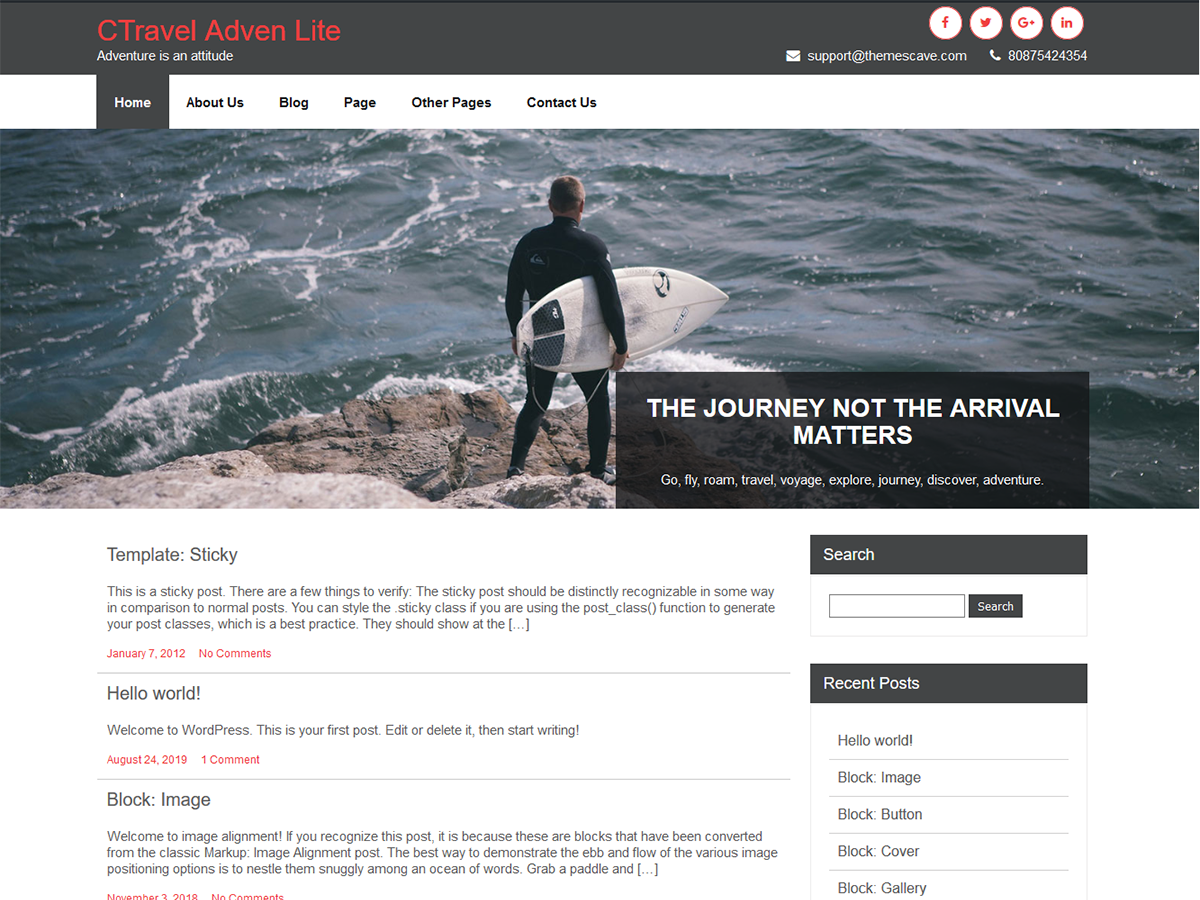 CTravel Adven Lite
Adventure is an attitude
support@themescave.com 80875424354
Home About Us Blog Page Other Pages Contact Us
THE JOURNEY NOT THE ARRIVAL
MATTERS
Go, fly, roam, travel, voyage, explore, journey, discover, adventure.
Template: Sticky
This is a sticky post. There are a few things to verify: The sticky post should be distinctly recognizable in some way
in comparison to normal posts. You can style the .sticky class if you are using the post_class() function to generate
your post classes, which is a best practice. They should show at the […]
January 7, 2012 No Comments
Hello world!
Welcome to WordPress. This is your first post. Edit or delete it, then start writing!
August 24, 2019 1 Comment
Block: Image
Welcome to image alignment! If you recognize this post, it is because these are blocks that have been converted
from the classic Markup: Image Alignment post. The best way to demonstrate the ebb and flow of the various image
positioning options is to nestle them snuggly among an ocean of words. Grab a paddle and […]
November 3, 2018 No Comments
Search
Search
Recent Posts
Hello world!
Block: Image
Block: Button
Block: Cover
Block: Gallery